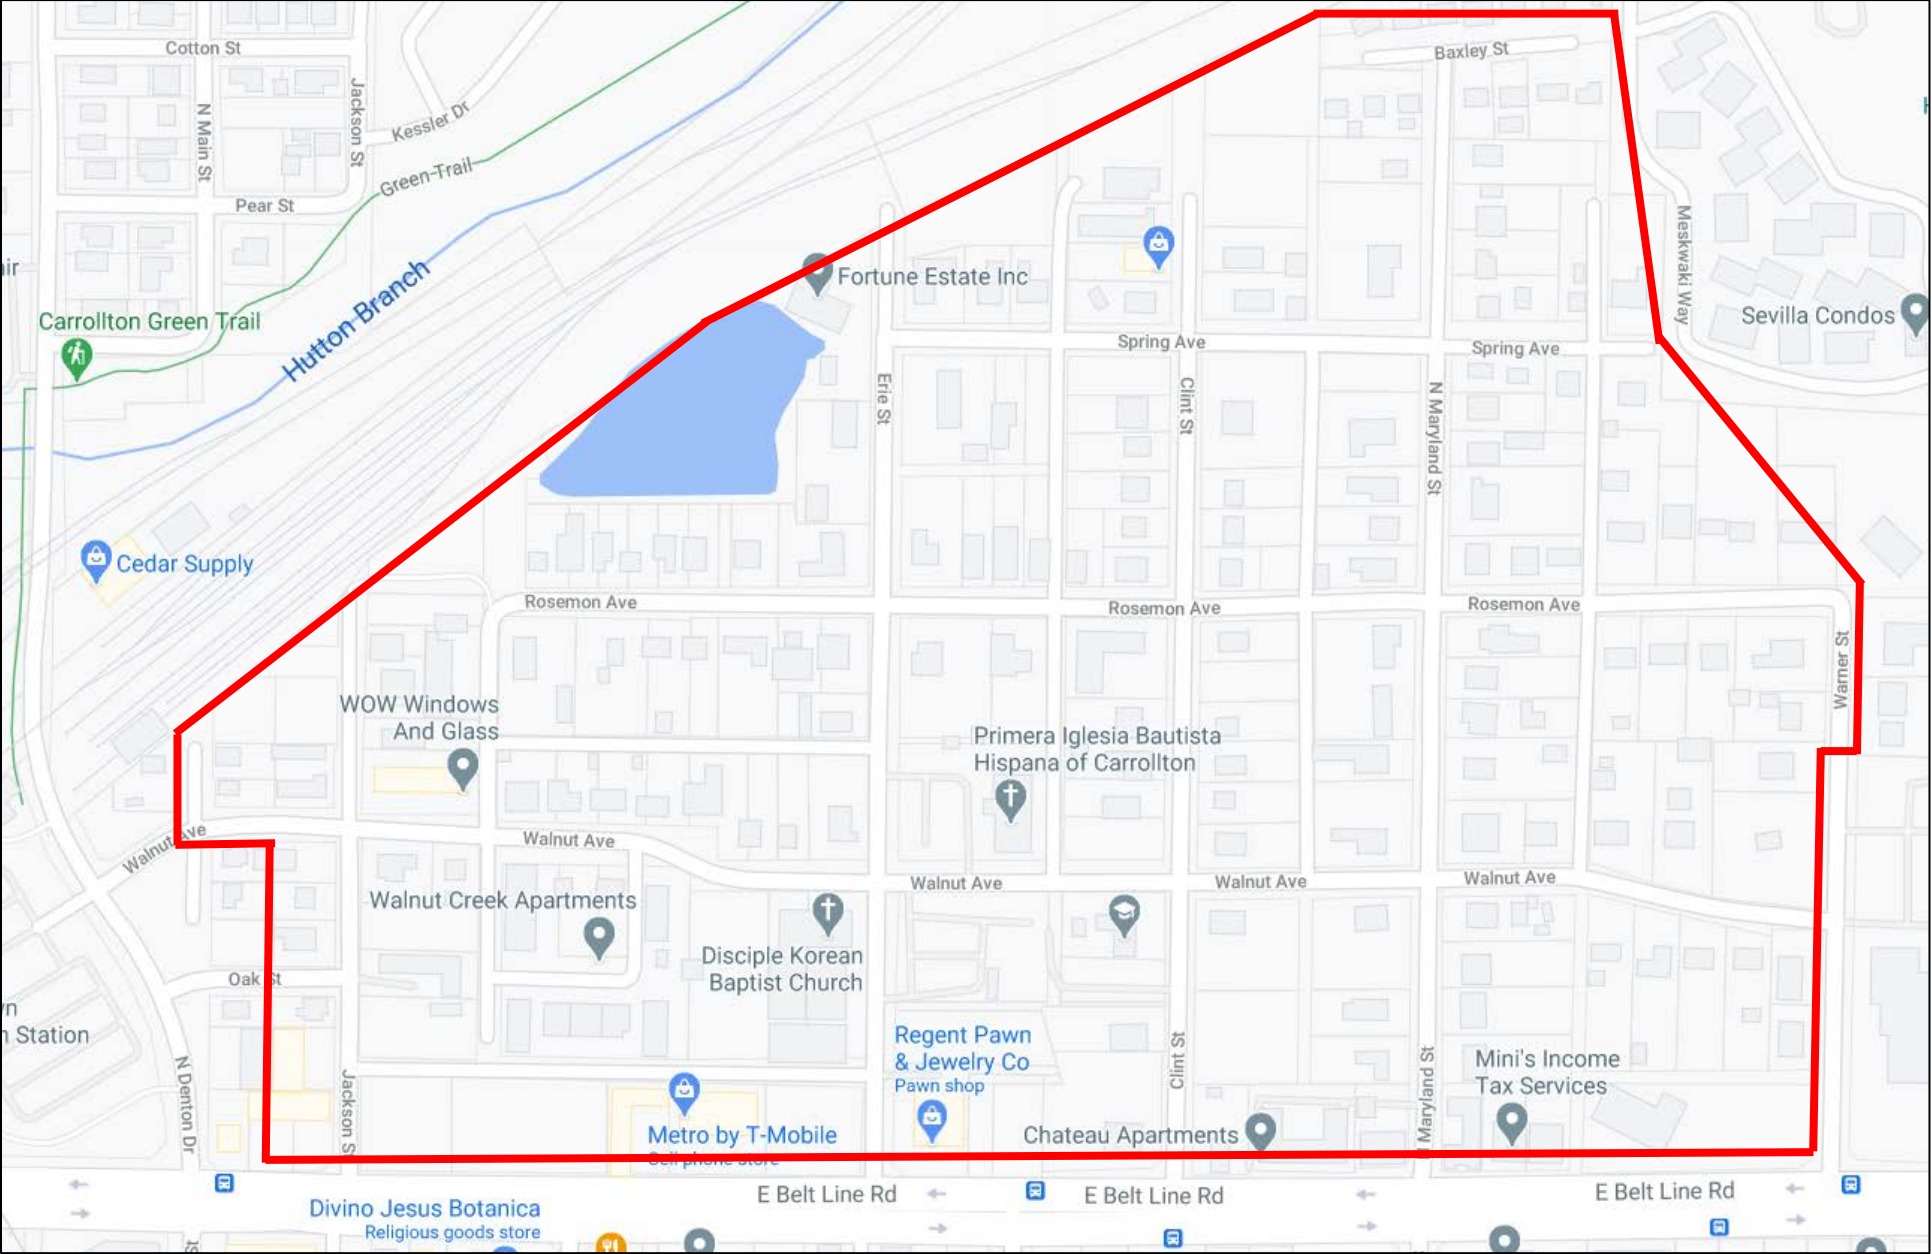 Cotton St
Baxley St
N Main St
Jackson St
Kessler Dr
Green-Trail
Pear St
Meskwaki Way
air
Hutton Branch
Fortune Estate Inc
Carrollton Green Trail
Sevilla Condos
Spring Ave
Spring Ave
Erie St
Clint St
N Maryland St
Cedar Supply
Rosemon Ave
Rosemon Ave
Rosemon Ave
Warner St
WOW Windows
And Glass
Primera Iglesia Bautista
Hispana of Carrollton
Walnut Ave
Walnut Ave
Walnut Ave
Walnut Ave
Walnut Ave
Walnut Creek Apartments
Disciple Korean
Baptist Church
Oak St
n Station
Regent Pawn
& Jewelry Co
Pawn shop
Clint St
Maryland St
Mini's Income
Tax Services
N Denton Dr
Jackson St
Metro by T-Mobile
Cell phone store
Chateau Apartments
E Belt Line Rd
E Belt Line Rd
E Belt Line Rd
Divino Jesus Botanica
Religious goods store